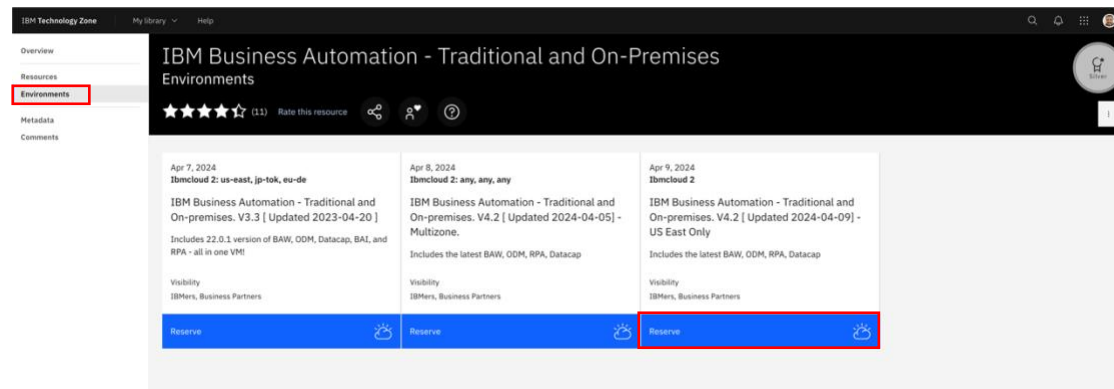 IBM Technology Zone My library Help
Overview
Resources
Environments
Metadata
Comments
IBM Business Automation - Traditional and On-Premises
Environments
(11) Rate this resource
Silver
Apr 7, 2024
Ibmcloud 2: us-east, jp-tok, eu-de
IBM Business Automation - Traditional and
On-premises. V3.3 [ Updated 2023-04-20 ]
Includes 22.0.1 version of BAW, ODM, Datacap, BAI, and
RPA - all in one VM!
Visibility
IBMers, Business Partners
Reserve
Apr 8, 2024
Ibmcloud 2: any, any, any
IBM Business Automation - Traditional and
On-premises. V4.2 [ Updated 2024-04-05] -
Multizone.
Includes the latest BAW, ODM, RPA, Datacap
Visibility
IBMers, Business Partners
Reserve
Apr 9, 2024
Ibmcloud 2
IBM Business Automation - Traditional and
On-premises. V4.2 [ Updated 2024-04-09] -
US East Only
Includes the latest BAW, ODM, RPA, Datacap
Visibility
IBMers, Business Partners
Reserve